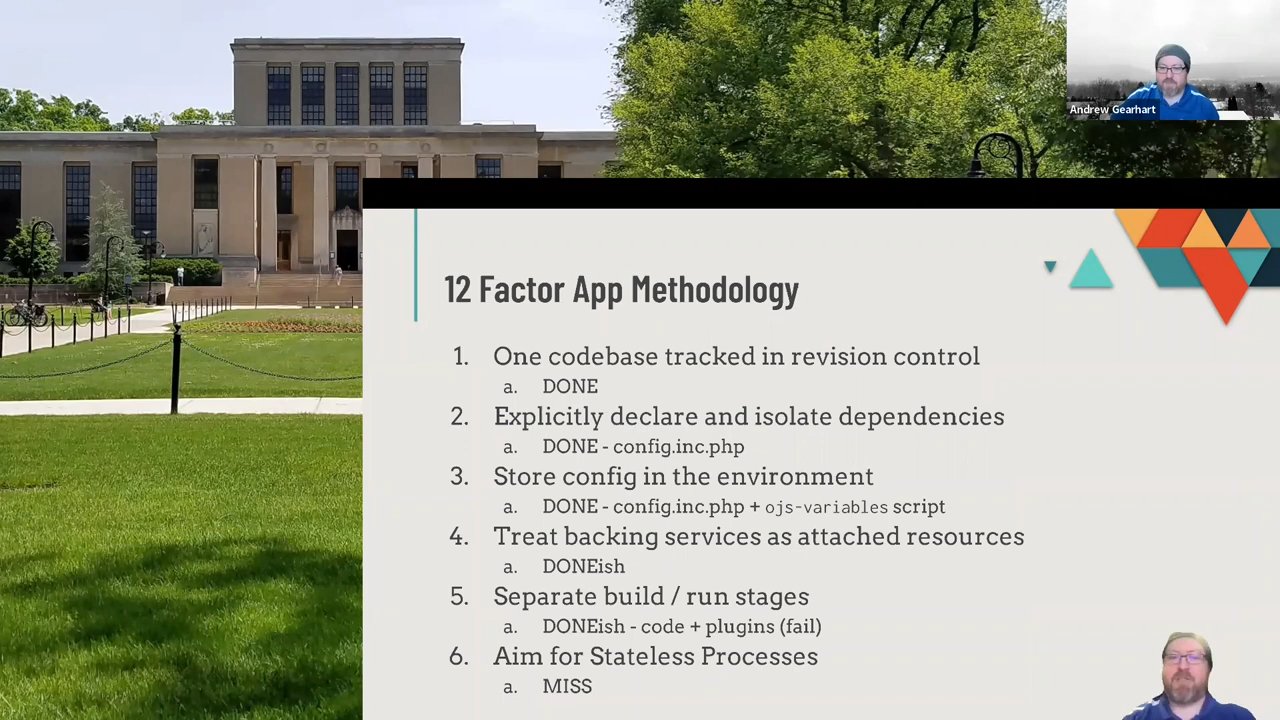 Andrew Gearhart
12 Factor App Methodology
1. One codebase tracked in revision control
a. DONE
2. Explicitly declare and isolate dependencies
a. DONE - config.inc.php
3. Store config in the environment
a. DONE - config.inc.php + ojs-variables script
4. Treat backing services as attached resources
a. DONEish
5. Separate build / run stages
a. DONEish - code + plugins (fail)
6. Aim for Stateless Processes
a. MISS